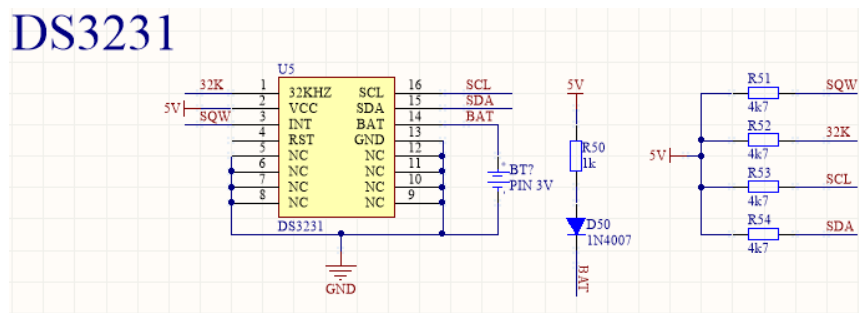 DS3231
U5
32K 1 32KHZ SCL 16 SCL
5V 2 VCC SDA 15 SDA
SQW 3 INT BAT 14 BAT
4 RST GND 13
5 NC NC 12
6 NC NC 11
7 NC NC 10
8 NC NC 9
DS3231
GND
BT?
PIN 3V
5V
R50
1k
D50
1N4007
BAT
5V
R51
4k7
SQW
R52
4k7
32K
R53
4k7
SCL
R54
4k7
SDA